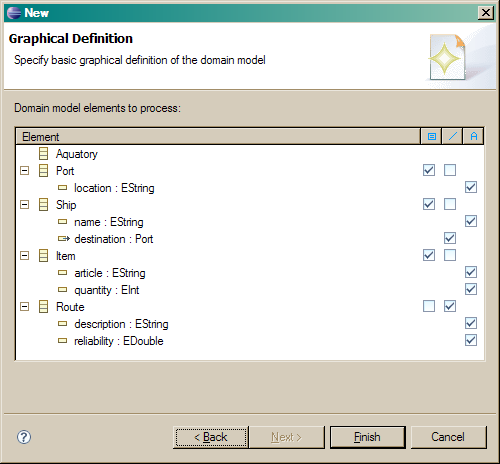 New
Graphical Definition
Specify basic graphical definition of the domain model
Domain model elements to process:
Element
Aquatory
Port
location : EString
Ship
name : EString
destination : Port
Item
article : EString
quantity : EInt
Route
description : EString
reliability : EDouble
? < Back Next > Finish Cancel